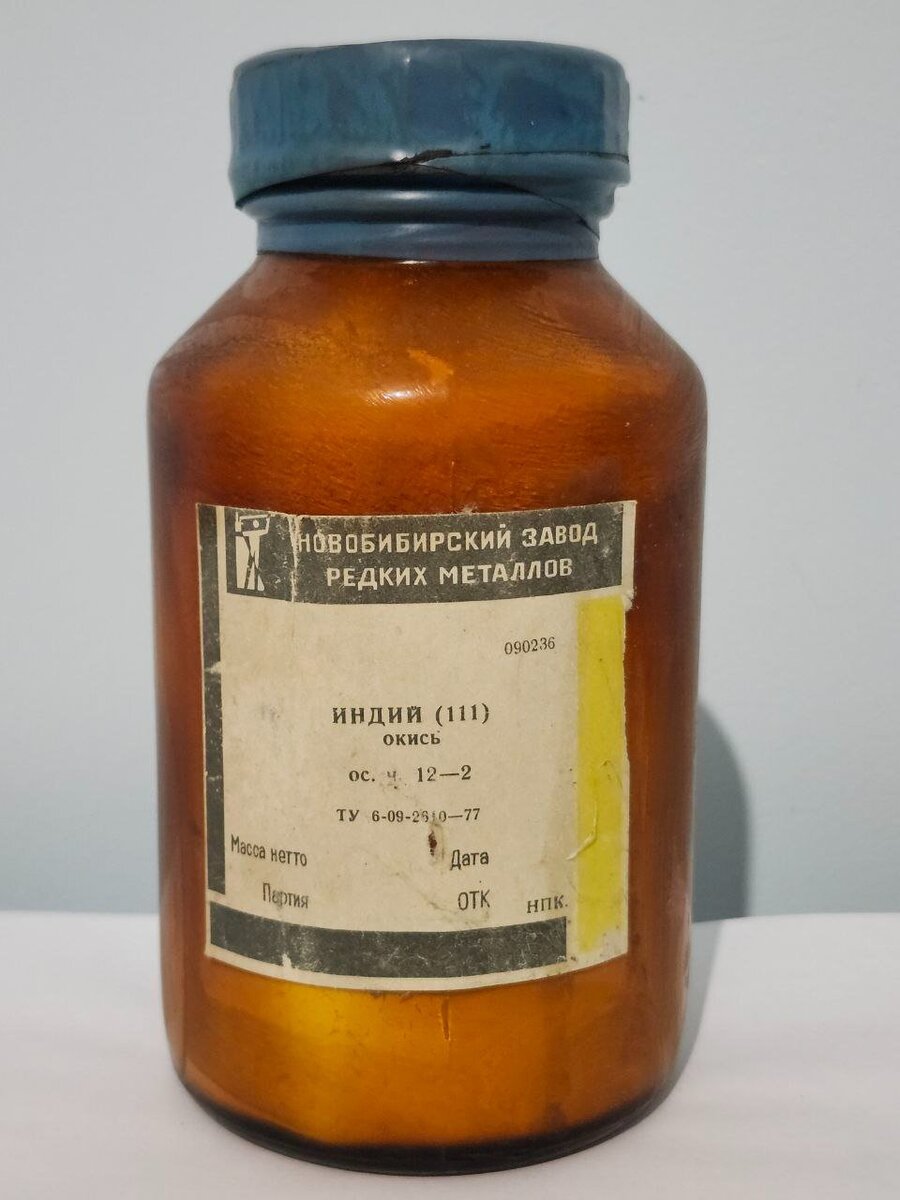 НОВОБИБИРСКИЙ ЗАВОД
РЕДКИХ МЕТАЛЛОВ
090236
ИНДИЙ (111)
окись
ос. ч. 12—2
ТУ 6-09-2610—77
Масса нетто Дата
Партия ОТК НПК.